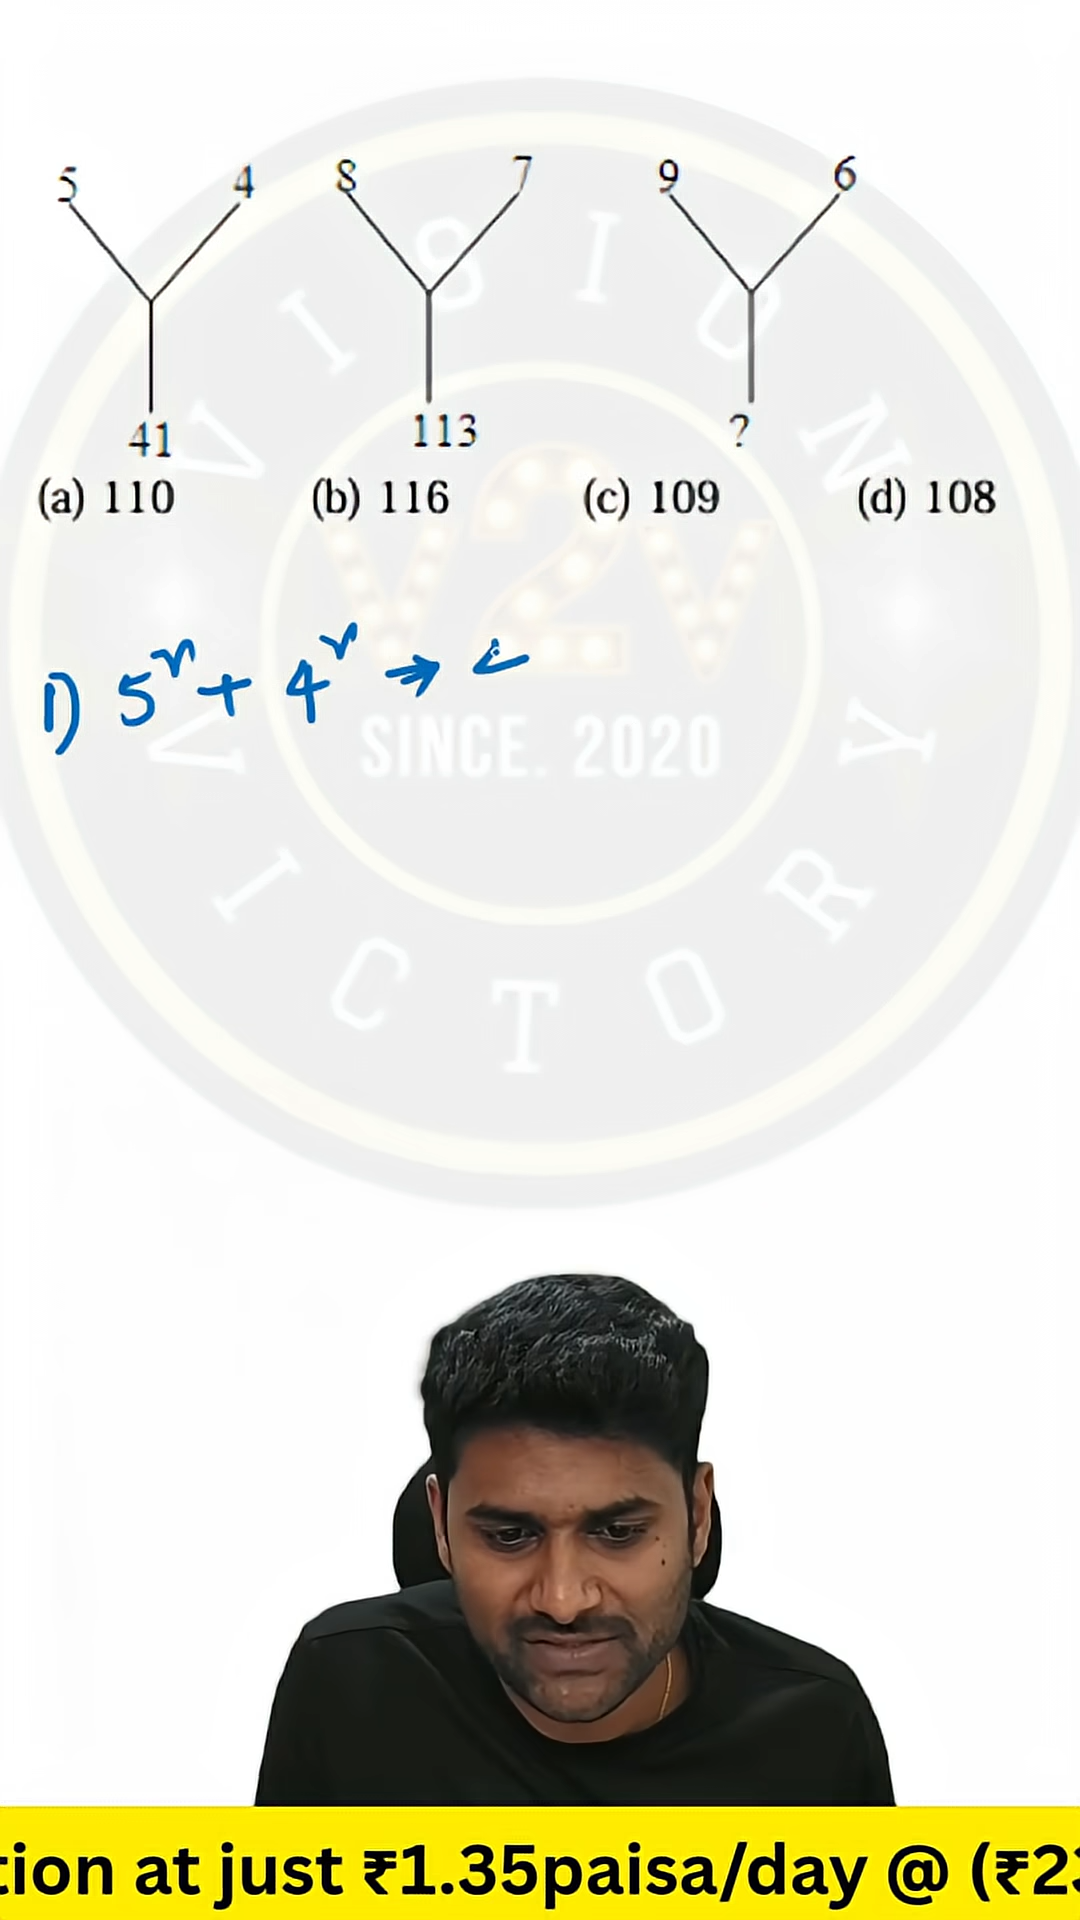 5 4 8 7 9 6
41 113 ?
(a) 110 (b) 116 (c) 109 (d) 108
1) 5² + 4² →
VISION
V2V
SINCE. 2020
VICTORY
tion at just ₹1.35paisa/day @ (₹23